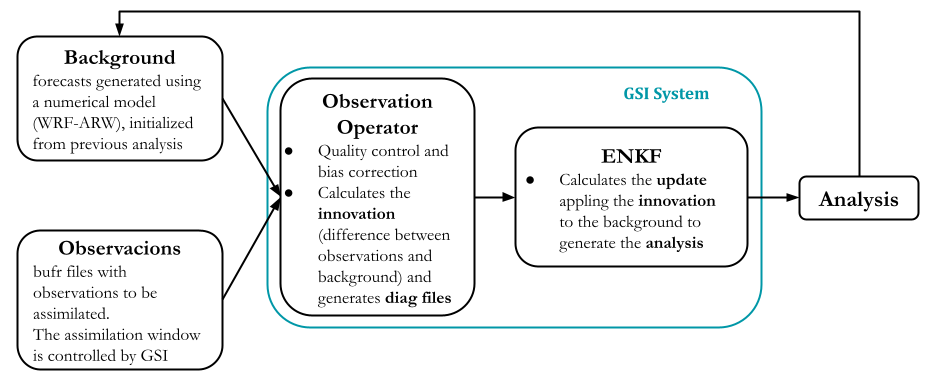 Background
forecasts generated using
a numerical model
(WRF-ARW), initialized
from previous analysis
Observacions
bufr files with
observations to be
assimilated.
The assimilation window
is controlled by GSI
GSI System
Observation
Operator
● Quality control and
bias correction
● Calculates the
innovation
(difference between
observations and
background) and
generates diag files
ENKF
● Calculates the update
appling the innovation
to the background to
generate the analysis
Analysis